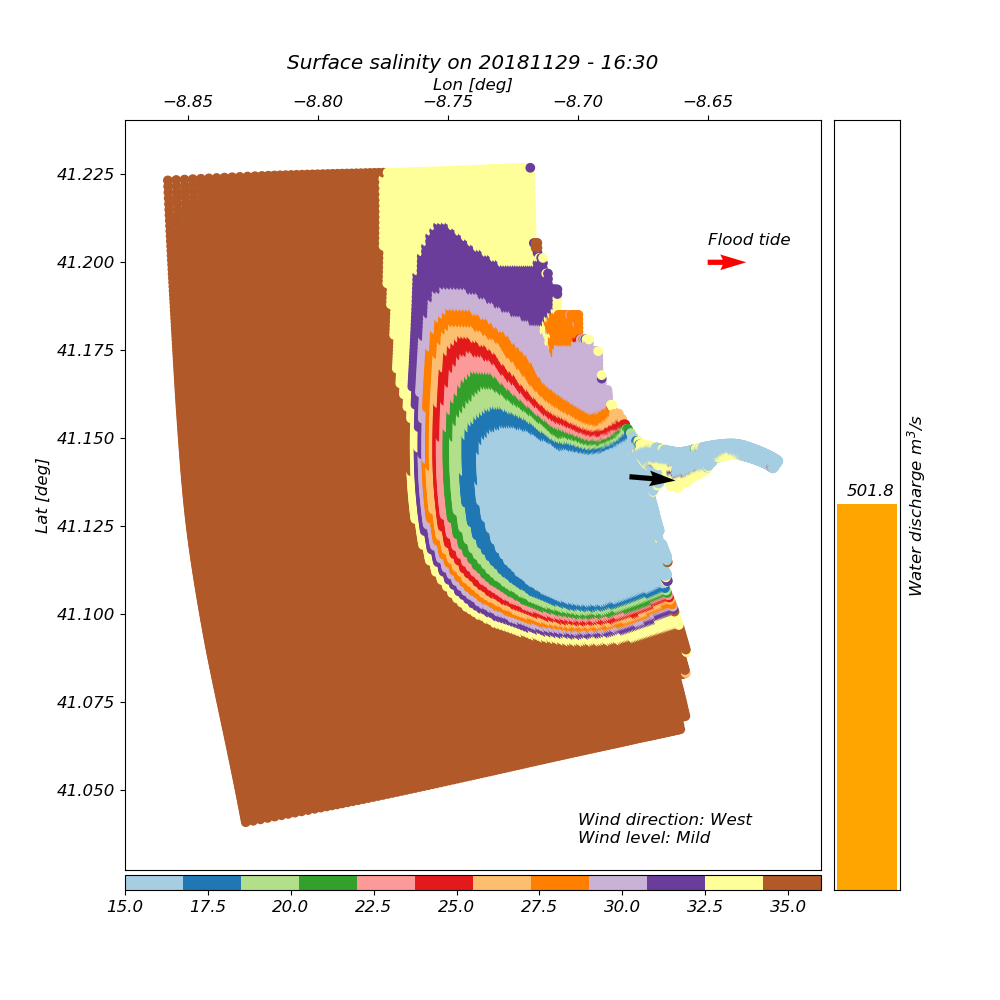 Surface salinity on 20181129 - 16:30
Lon [deg]
−8.85 −8.80 −8.75 −8.70 −8.65
41.225
41.200
41.175
41.150
41.125
41.100
41.075
41.050
Lat [deg]
Flood tide
Wind direction: West
Wind level: Mild
15.0 17.5 20.0 22.5 25.0 27.5 30.0 32.5 35.0
501.8
Water discharge m³/s